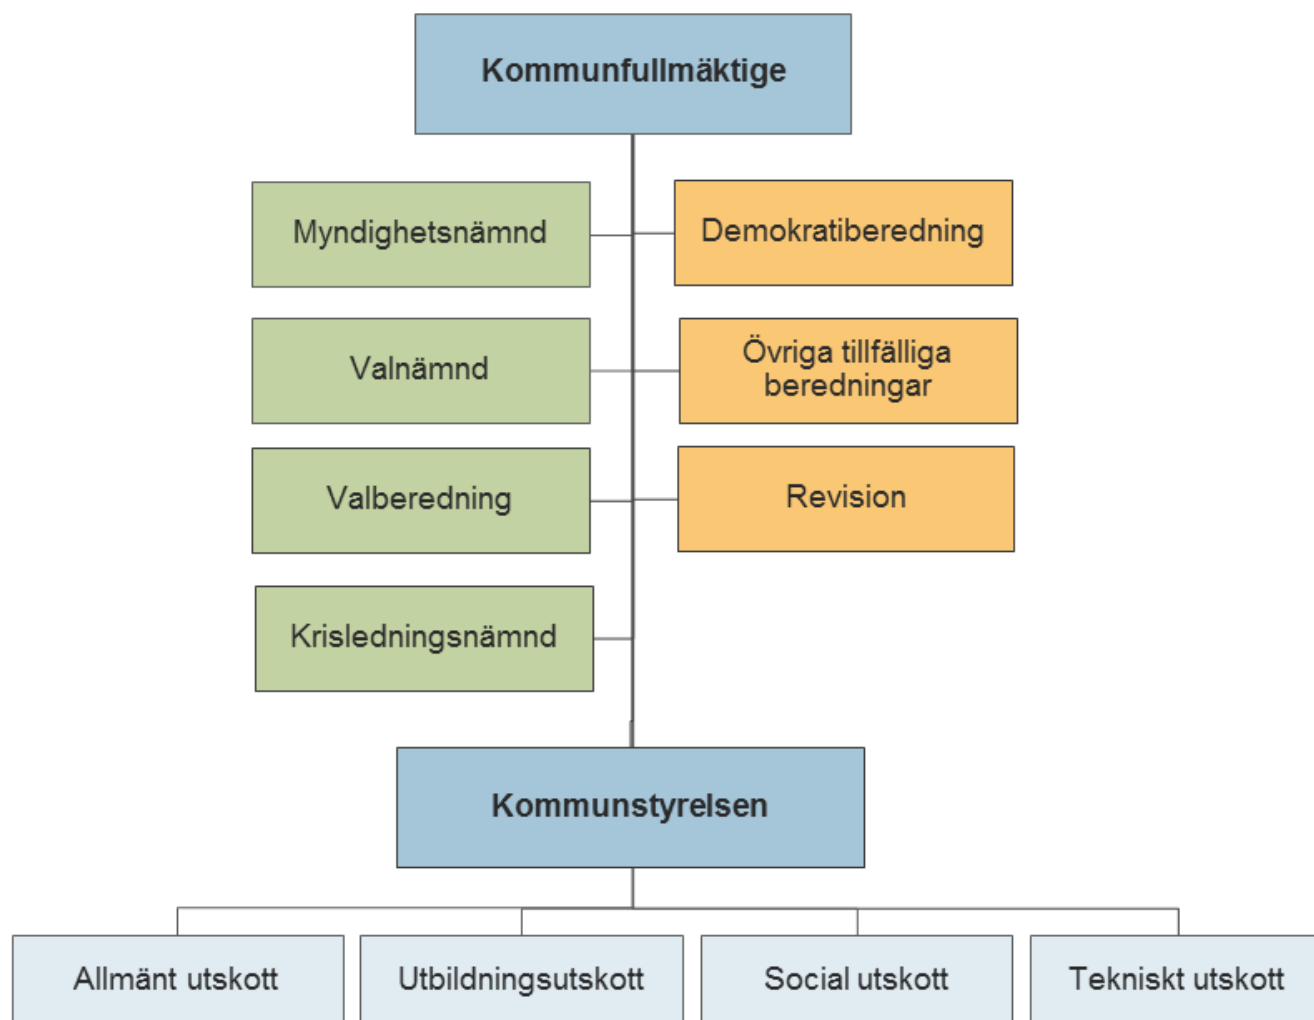 Kommunfullmäktige
Myndighetsnämnd
Demokratiberedning
Valnämnd
Övriga tillfälliga
beredningar
Valberedning
Revision
Krisledningsnämnd
Kommunstyrelsen
Allmänt utskott
Utbildningsutskott
Social utskott
Tekniskt utskott